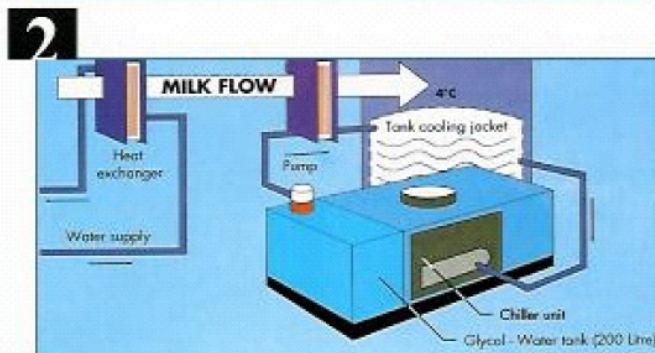 2
MILK FLOW
4°C
Tank cooling jacket
Heat
exchanger
Pump
Water supply
Chiller unit
Glycol - Water tank (200 Litre)